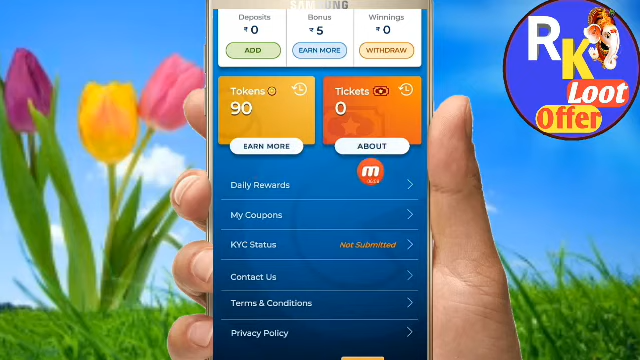 SAMSUNG
Deposits Bonus Winnings
₹ 0 ₹ 5 ₹ 0
ADD EARN MORE WITHDRAW
Tokens Tickets
90 0
EARN MORE ABOUT
m
Daily Rewards
My Coupons
KYC Status Not Submitted
Contact Us
Terms & Conditions
Privacy Policy
RK
Loot
Offer